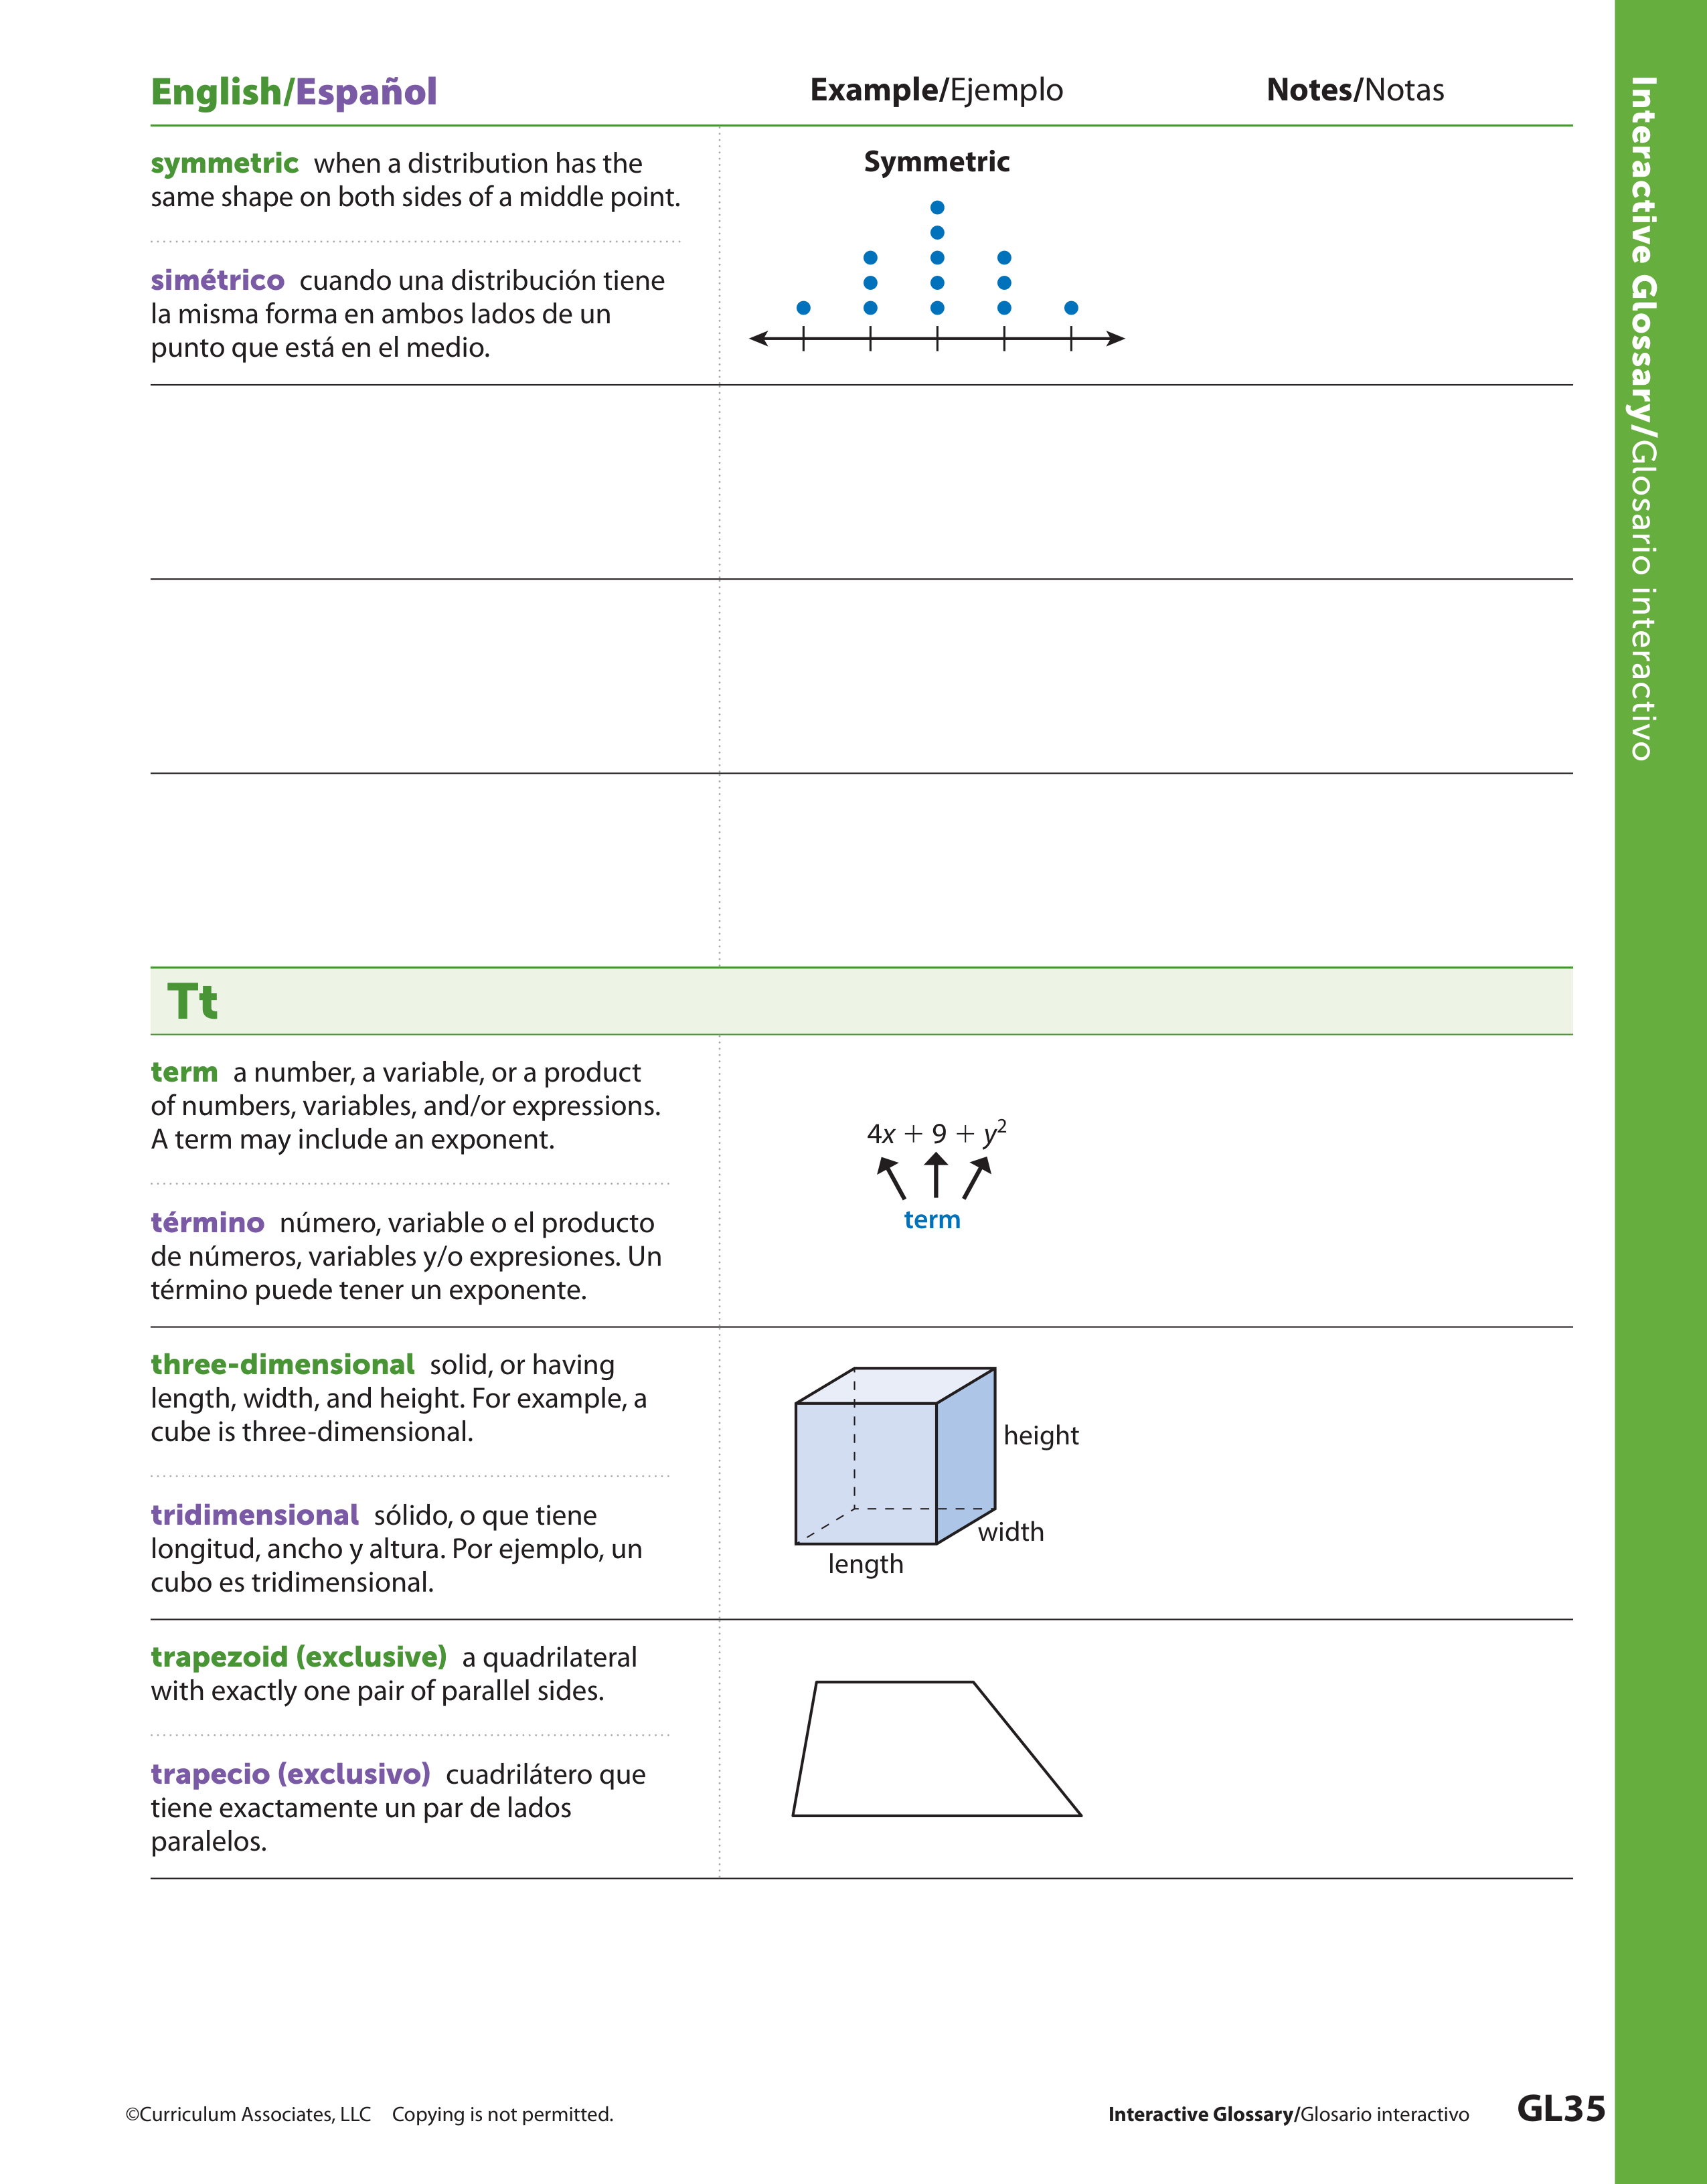 English/Español
Example/Ejemplo
Notes/Notas
symmetric when a distribution has the
same shape on both sides of a middle point.
simétrico cuando una distribución tiene
la misma forma en ambos lados de un
punto que está en el medio.
Symmetric
Tt
term a number, a variable, or a product
of numbers, variables, and/or expressions.
A term may include an exponent.
término número, variable o el producto
de números, variables y/o expresiones. Un
término puede tener un exponente.
4x + 9 + y²
term
three-dimensional solid, or having
length, width, and height. For example, a
cube is three-dimensional.
tridimensional sólido, o que tiene
longitud, ancho y altura. Por ejemplo, un
cubo es tridimensional.
height
width
length
trapezoid (exclusive) a quadrilateral
with exactly one pair of parallel sides.
trapecio (exclusivo) cuadrilátero que
tiene exactamente un par de lados
paralelos.
Interactive Glossary/Glosario interactivo
©Curriculum Associates, LLC Copying is not permitted.
Interactive Glossary/Glosario interactivo
GL35